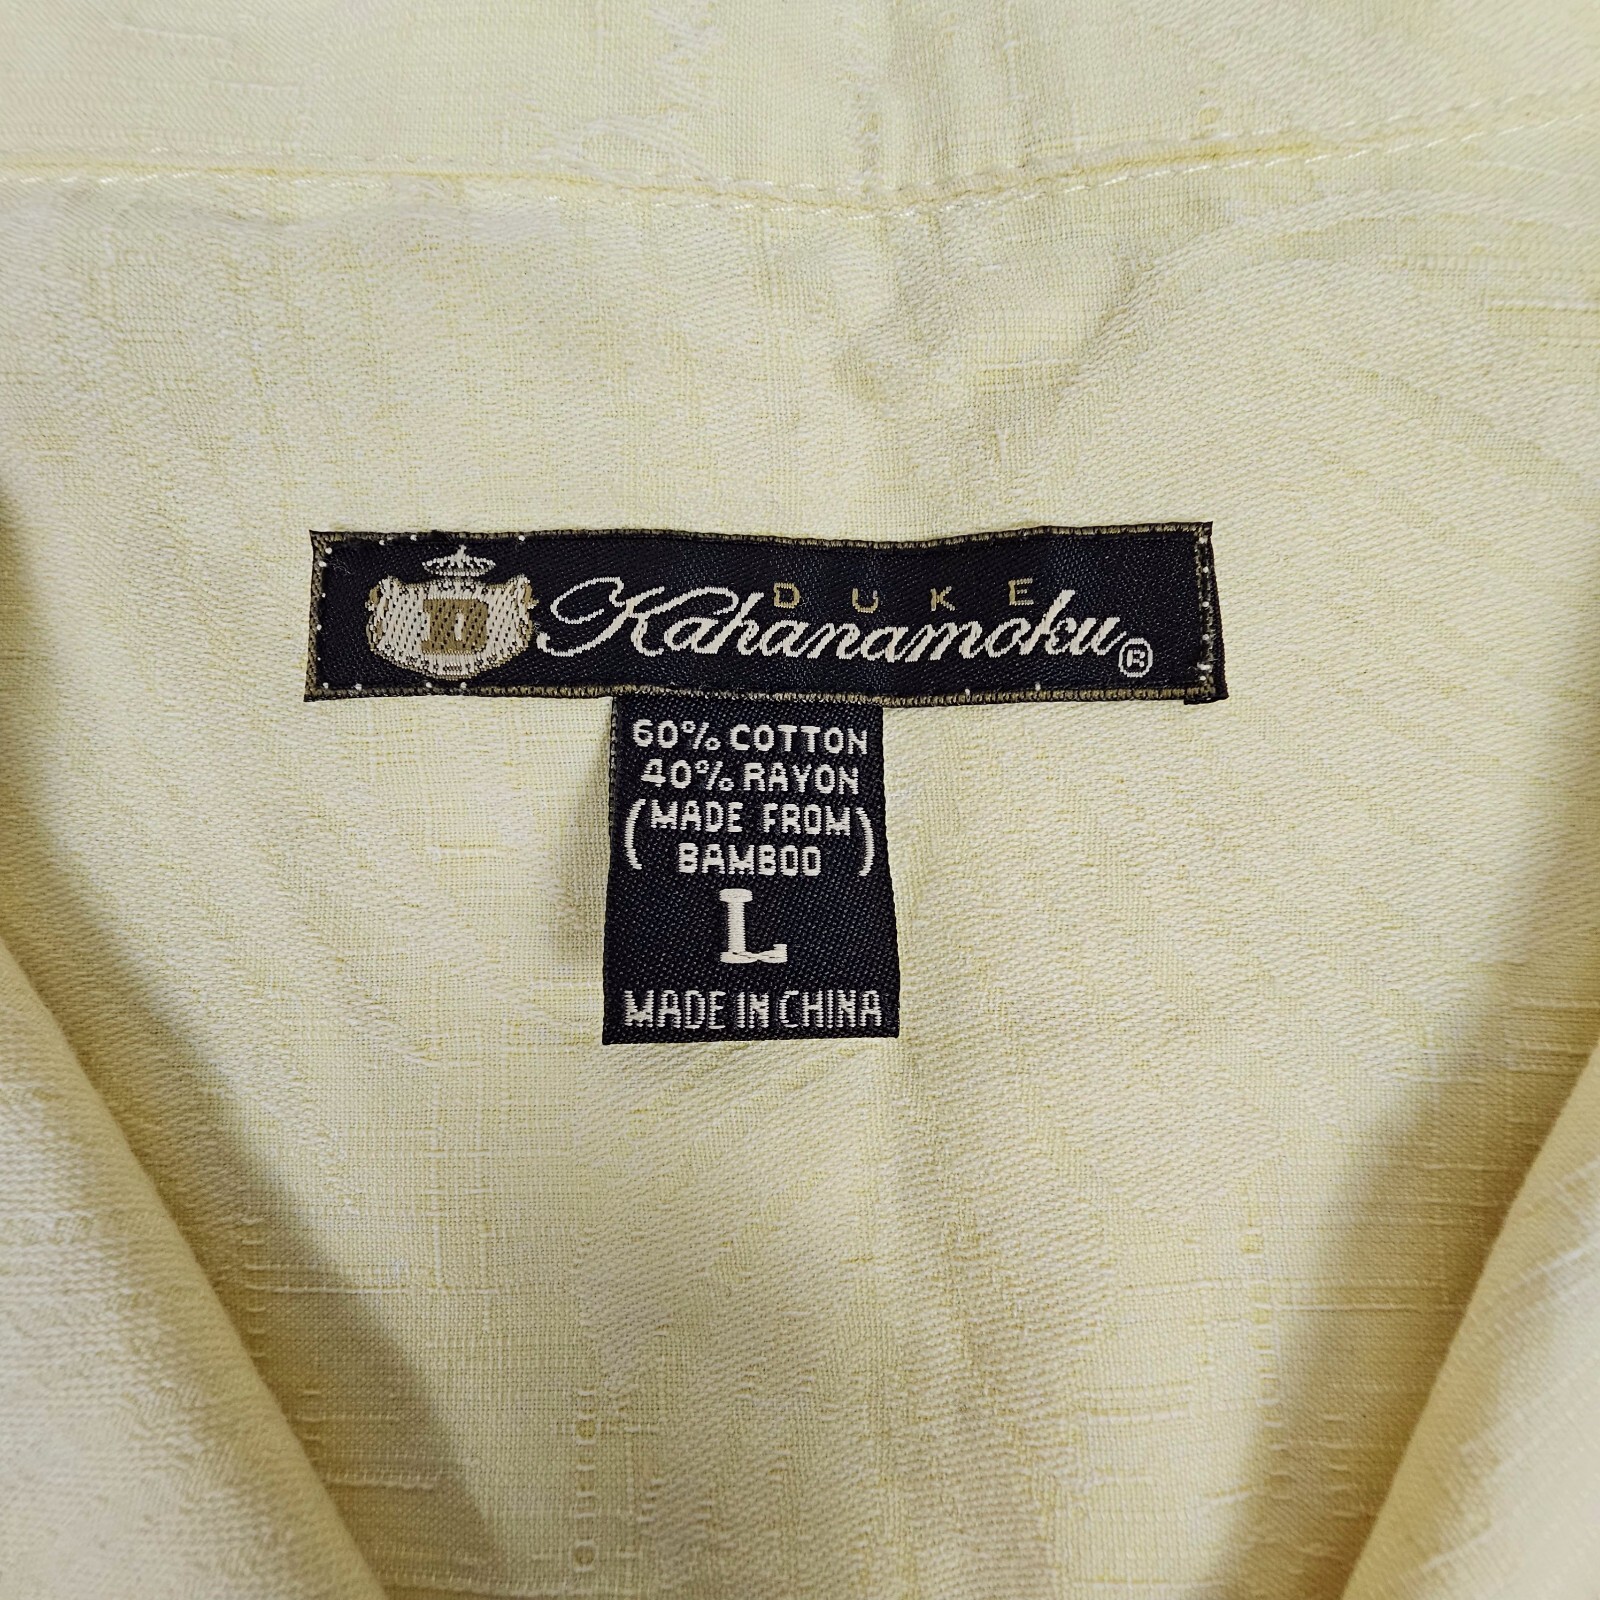 D
DUKE
Kahanamoku®
60% COTTON
40% RAYON
(MADE FROM
BAMBOO)
L
MADE IN CHINA